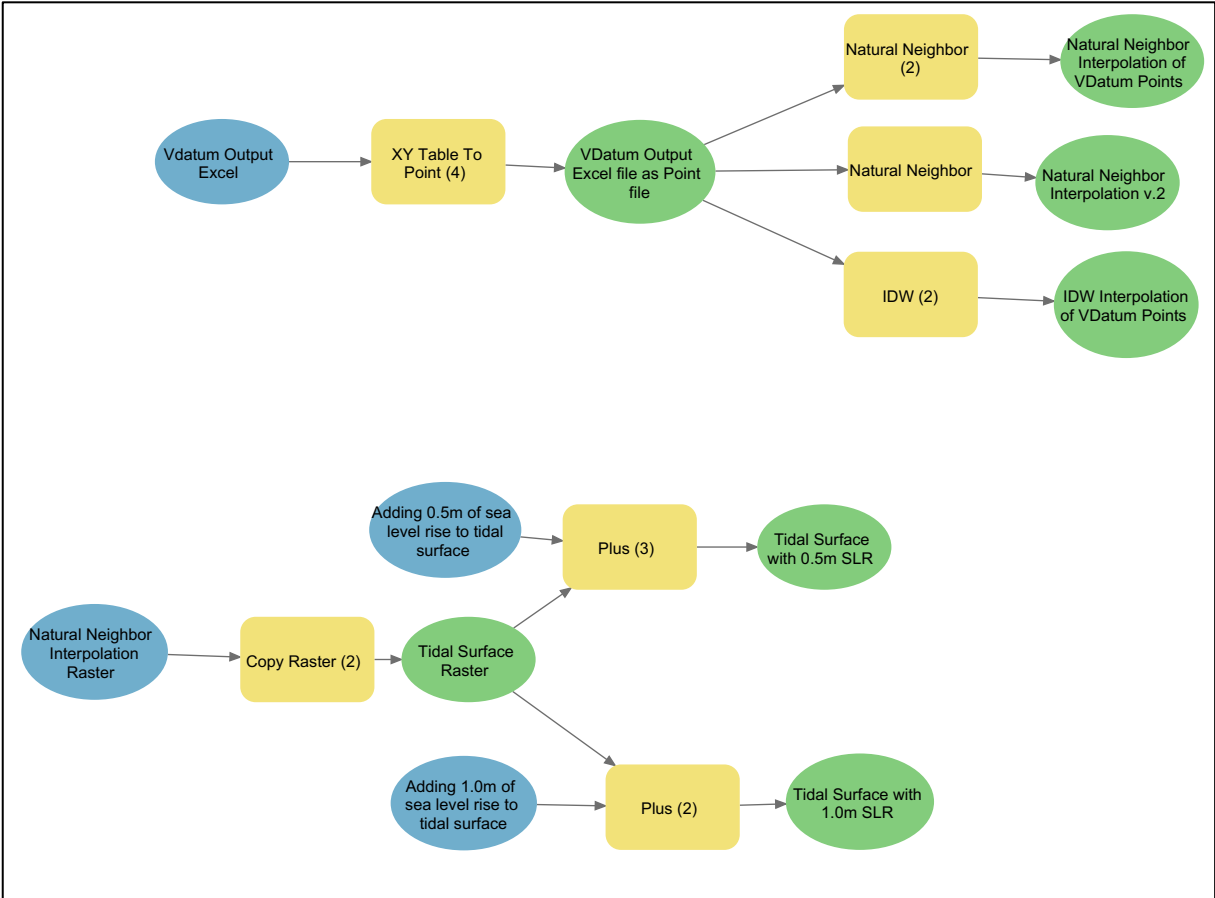 Vdatum Output
Excel
XY Table To
Point (4)
VDatum Output
Excel file as Point
file
Natural Neighbor
(2)
Natural Neighbor
Interpolation of
VDatum Points
Natural Neighbor
Natural Neighbor
Interpolation v.2
IDW (2)
IDW Interpolation
of VDatum Points
Adding 0.5m of sea
level rise to tidal
surface
Plus (3)
Tidal Surface
with 0.5m SLR
Natural Neighbor
Interpolation
Raster
Copy Raster (2)
Tidal Surface
Raster
Adding 1.0m of
sea level rise to
tidal surface
Plus (2)
Tidal Surface with
1.0m SLR